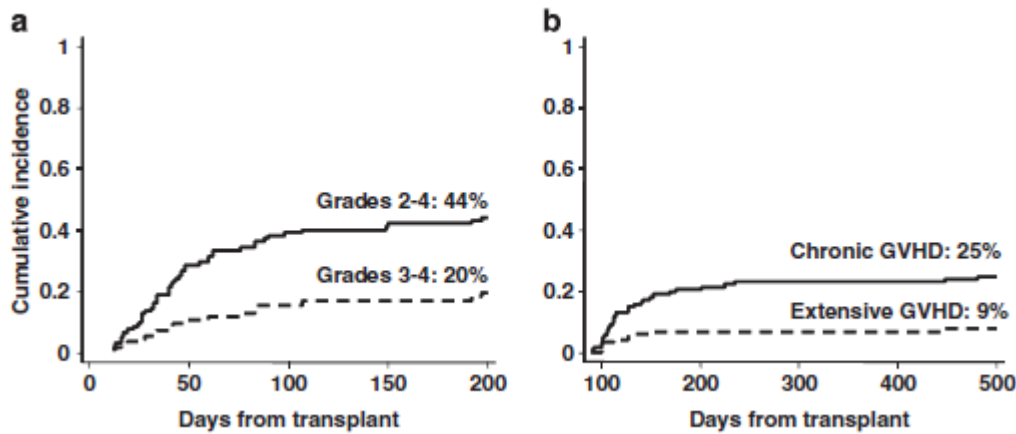 a
1
0.8
0.6
0.4
0.2
0
Cumulative incidence
Grades 2-4: 44%
Grades 3-4: 20%
0 50 100 150 200
Days from transplant
b
1
0.8
0.6
0.4
0.2
0
Chronic GVHD: 25%
Extensive GVHD: 9%
100 200 300 400 500
Days from transplant